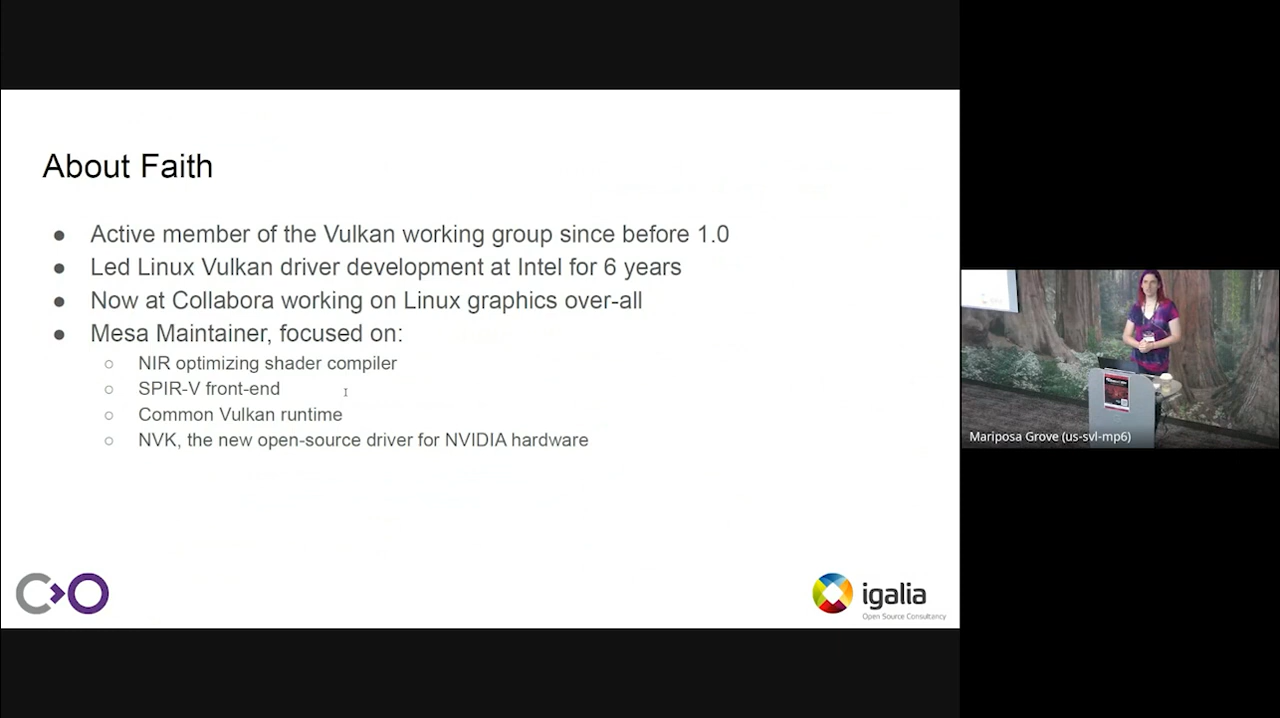 About Faith
● Active member of the Vulkan working group since before 1.0
● Led Linux Vulkan driver development at Intel for 6 years
● Now at Collabora working on Linux graphics over-all
● Mesa Maintainer, focused on:
○ NIR optimizing shader compiler
○ SPIR-V front-end
○ Common Vulkan runtime
○ NVK, the new open-source driver for NVIDIA hardware
igalia
Open Source Consultancy
Mariposa Grove (us-svl-mp6)